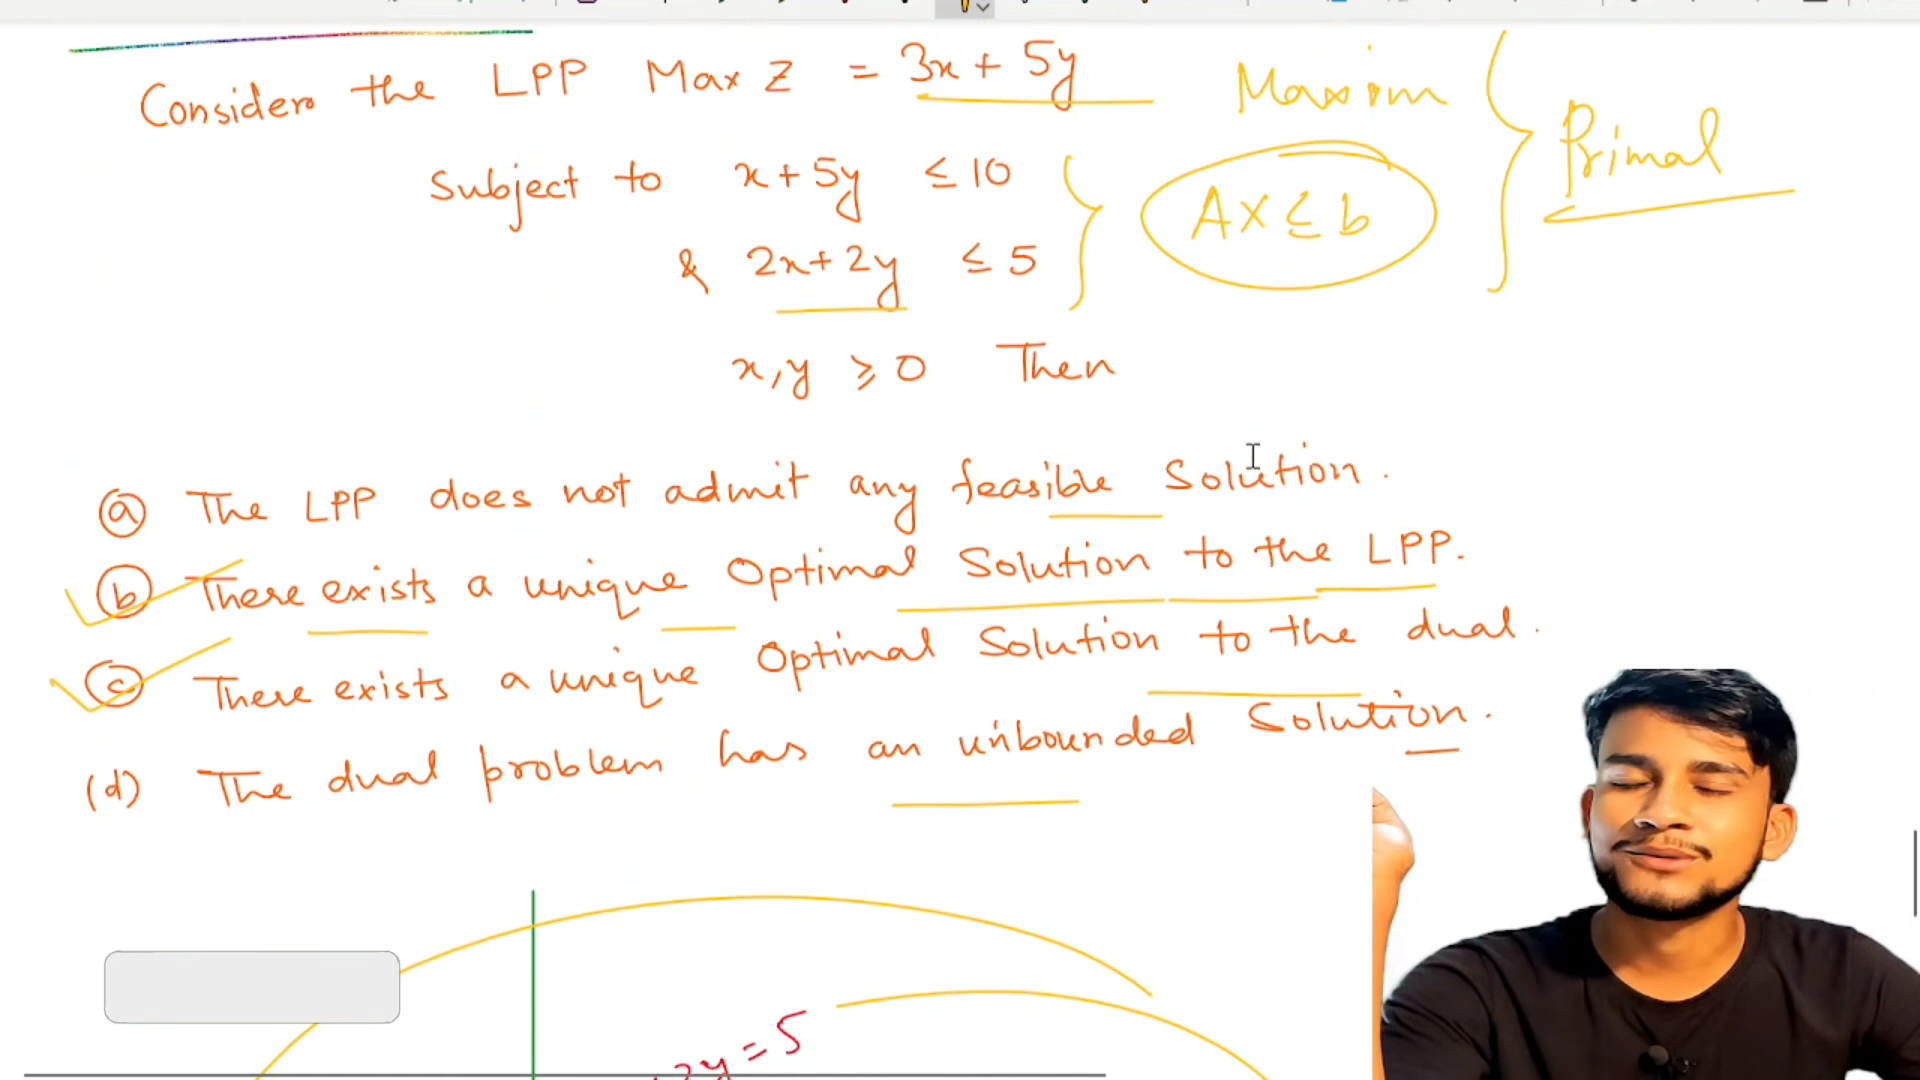 Consider the LPP Max Z = 3x + 5y
Maxim
Primal
Subject to x + 5y ≤ 10
AX ≤ b
& 2x + 2y ≤ 5
x, y ≥ 0 Then
(a) The LPP does not admit any feasible Solution.
(b) There exists a unique Optimal Solution to the LPP.
(c) There exists a unique Optimal Solution to the dual.
(d) The dual problem has an unbounded Solution.
2y = 5